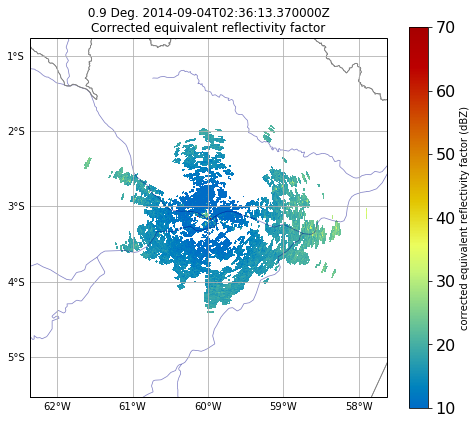 0.9 Deg. 2014-09-04T02:36:13.370000Z
Corrected equivalent reflectivity factor
1°S
2°S
3°S
4°S
5°S
62°W
61°W
60°W
59°W
58°W
70
60
50
40
30
20
10
corrected equivalent reflectivity factor (dBZ)